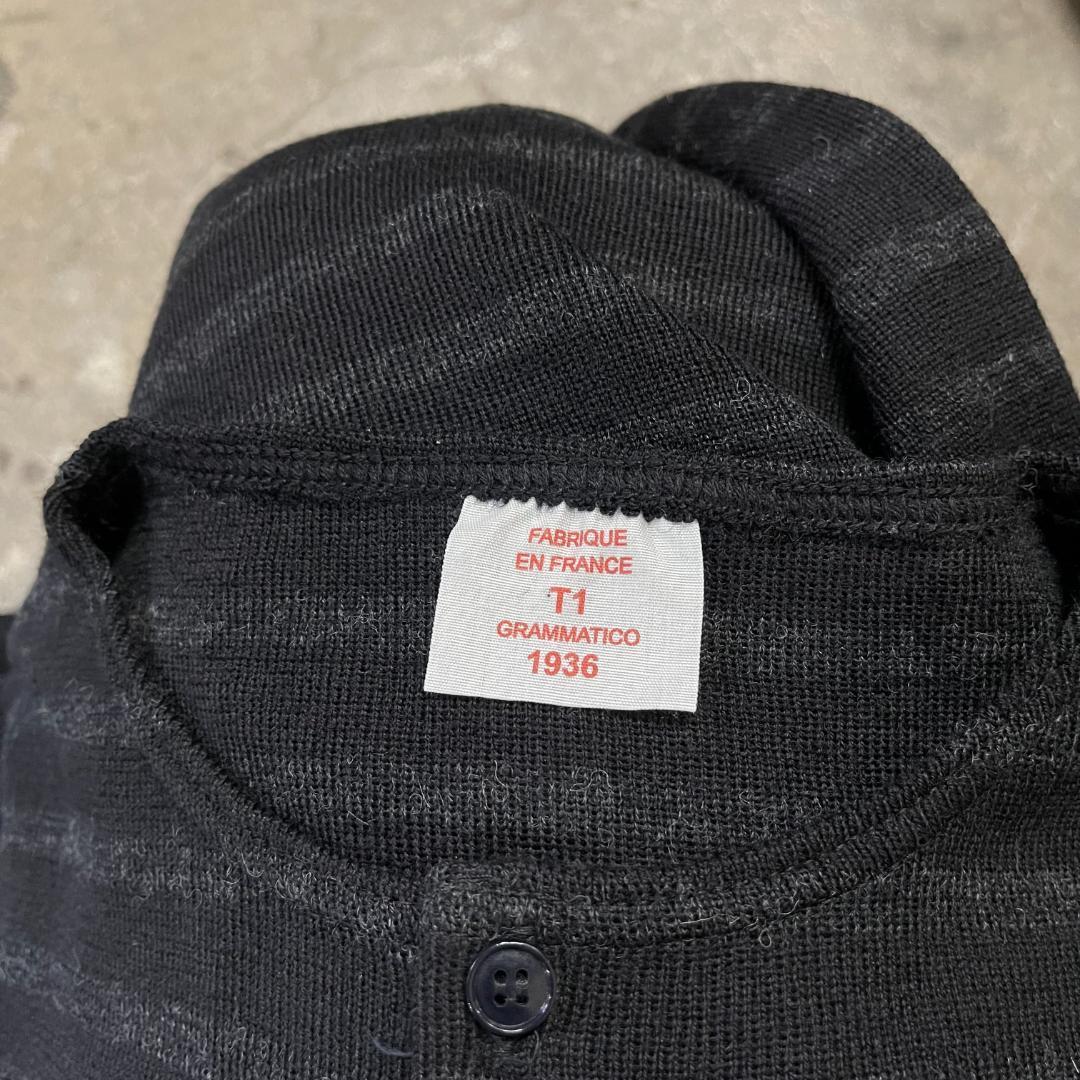 FABRIQUE
EN FRANCE
T1
GRAMMATICO
1936